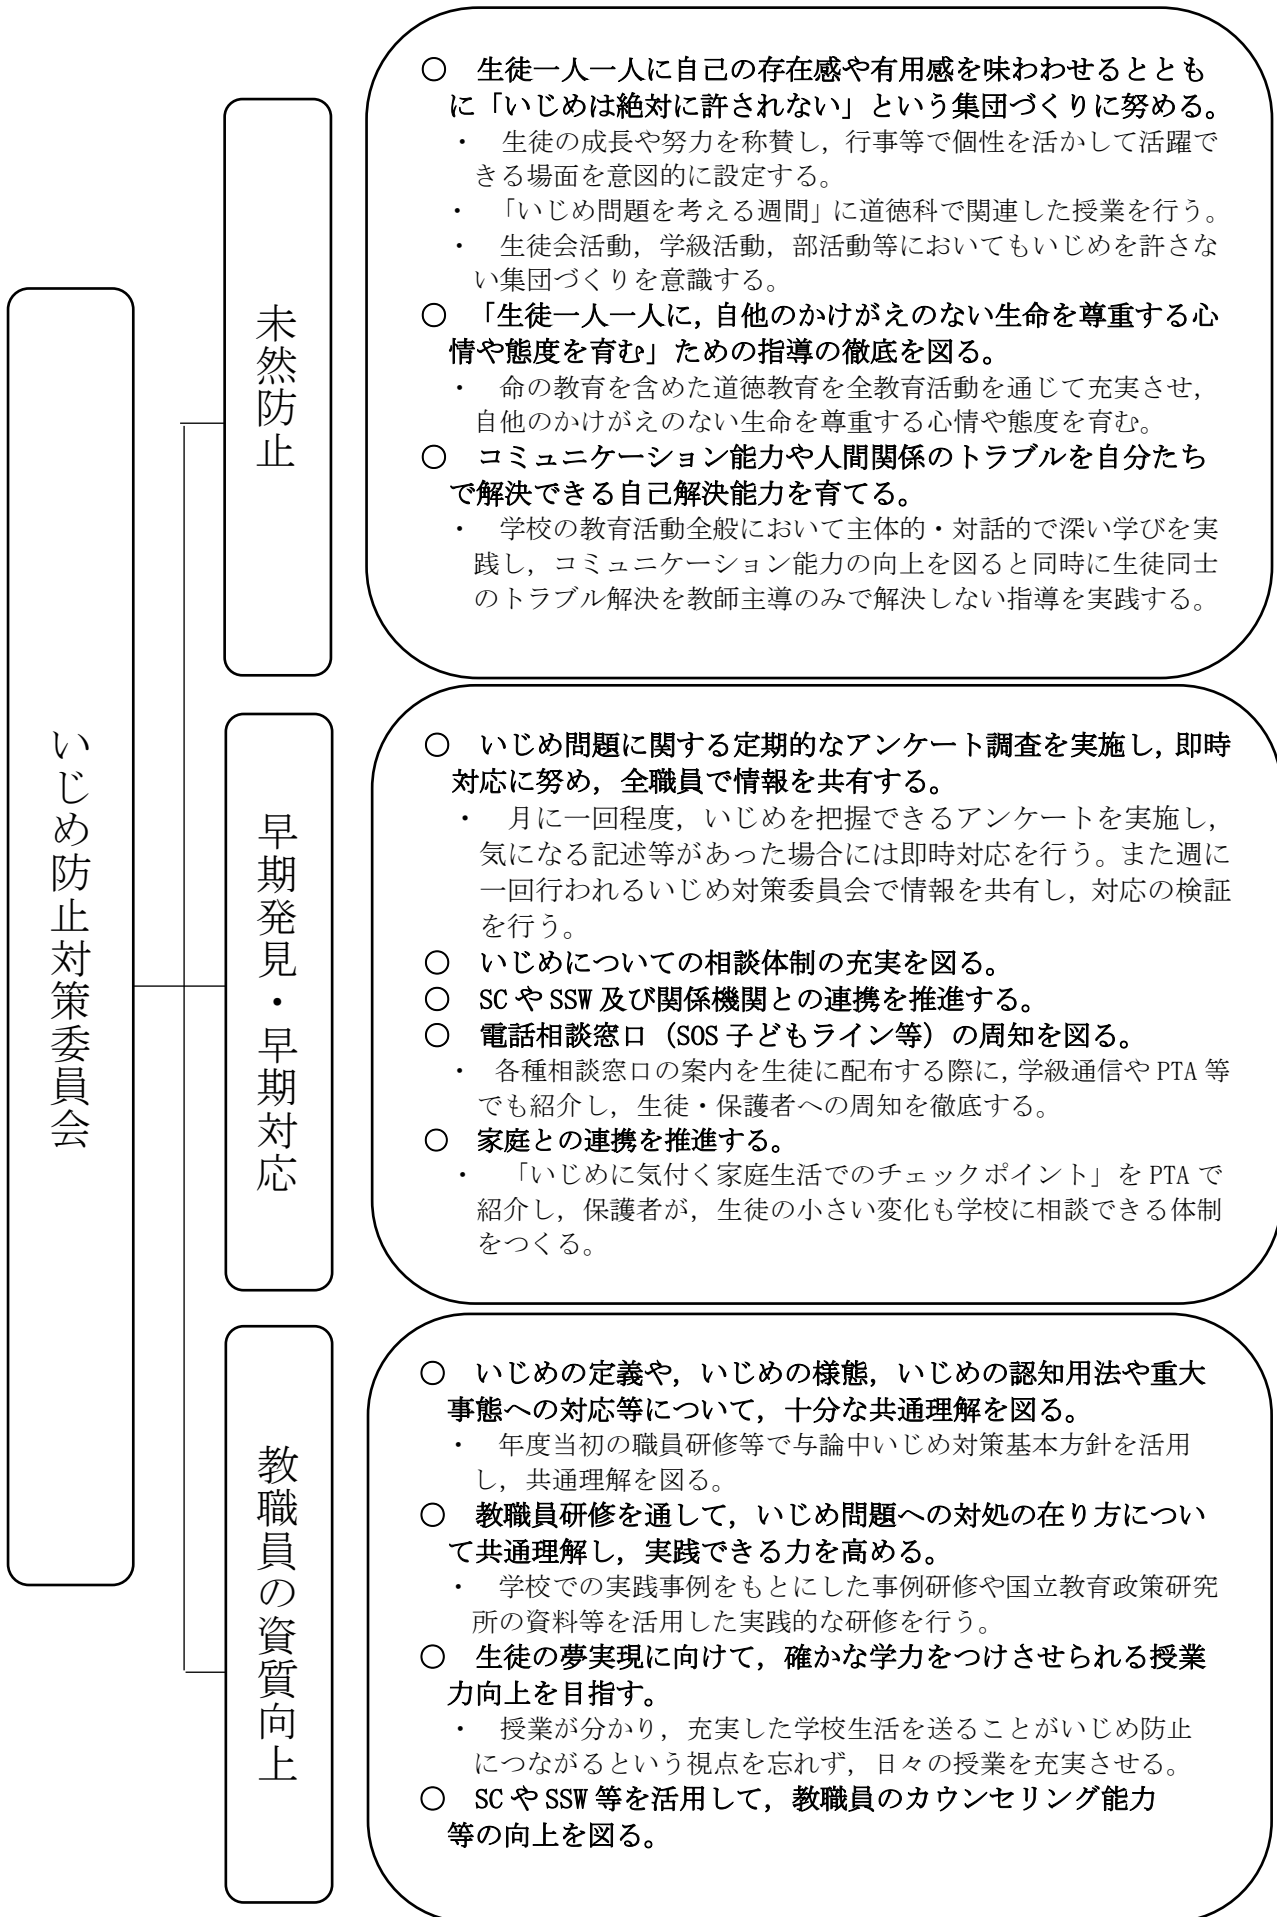 いじめ防止対策委員会
未然防止
○　生徒一人一人に自己の存在感や有用感を味わわせるととも
に「いじめは絶対に許されない」という集団づくりに努める。
・　生徒の成長や努力を称賛し，行事等で個性を活かして活躍で
きる場面を意図的に設定する。
・　「いじめ問題を考える週間」に道徳科で関連した授業を行う。
・　生徒会活動，学級活動，部活動等においてもいじめを許さな
い集団づくりを意識する。
○　「生徒一人一人に，自他のかけがえのない生命を尊重する心
情や態度を育む」ための指導の徹底を図る。
・　命の教育を含めた道徳教育を全教育活動を通じて充実させ，
自他のかけがえのない生命を尊重する心情や態度を育む。
○　コミュニケーション能力や人間関係のトラブルを自分たち
で解決できる自己解決能力を育てる。
・　学校の教育活動全般において主体的・対話的で深い学びを実
践し，コミュニケーション能力の向上を図ると同時に生徒同士
のトラブル解決を教師主導のみで解決しない指導を実践する。
早期発見・早期対応
○　いじめ問題に関する定期的なアンケート調査を実施し，即時
対応に努め，全職員で情報を共有する。
・　月に一回程度，いじめを把握できるアンケートを実施し，
気になる記述等があった場合には即時対応を行う。また週に
一回行われるいじめ対策委員会で情報を共有し，対応の検証
を行う。
○　いじめについての相談体制の充実を図る。
○　SC や SSW 及び関係機関との連携を推進する。
○　電話相談窓口（SOS 子どもライン等）の周知を図る。
・　各種相談窓口の案内を生徒に配布する際に，学級通信や PTA 等
でも紹介し，生徒・保護者への周知を徹底する。
○　家庭との連携を推進する。
・　「いじめに気付く家庭生活でのチェックポイント」を PTA で
紹介し，保護者が，生徒の小さい変化も学校に相談できる体制
をつくる。
教職員の資質向上
○　いじめの定義や，いじめの様態，いじめの認知用法や重大
事態への対応等について，十分な共通理解を図る。
・　年度当初の職員研修等で与論中いじめ対策基本方針を活用
し，共通理解を図る。
○　教職員研修を通して，いじめ問題への対処の在り方につい
て共通理解し，実践できる力を高める。
・　学校での実践事例をもとにした事例研修や国立教育政策研究
所の資料等を活用した実践的な研修を行う。
○　生徒の夢実現に向けて，確かな学力をつけさせられる授業
力向上を目指す。
・　授業が分かり，充実した学校生活を送ることがいじめ防止
につながるという視点を忘れず，日々の授業を充実させる。
○　SC や SSW 等を活用して，教職員のカウンセリング能力
等の向上を図る。